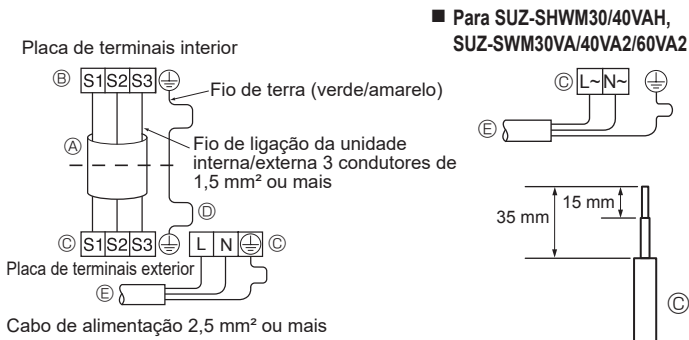 Placa de terminais interior
Ⓑ S1 S2 S3
Fio de terra (verde/amarelo)
Ⓐ
Fio de ligação da unidade
interna/externa 3 condutores de
1,5 mm² ou mais
Ⓓ
Ⓒ S1 S2 S3
L N Ⓒ
Placa de terminais exterior
Ⓔ
Cabo de alimentação 2,5 mm² ou mais
■ Para SUZ-SHWM30/40VAH,
SUZ-SWM30VA/40VA2/60VA2
Ⓒ L~ N~
Ⓔ
15 mm
35 mm
Ⓒ